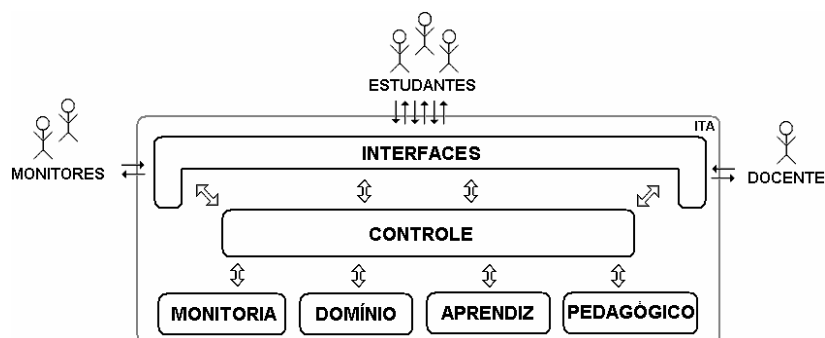 ESTUDANTES
ITA
INTERFACES
MONITORES
DOCENTE
CONTROLE
MONITORIA
DOMÍNIO
APRENDIZ
PEDAGÓGICO